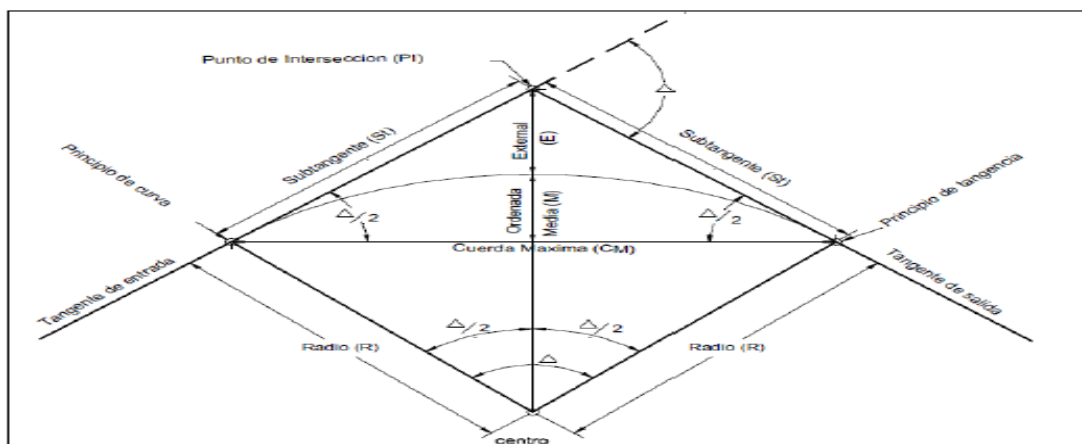 Punto de Interseccion (PI)
△
Subtangente (St)
Subtangente (St)
External
(E)
Principio de curva
Principio de tangencia
△/2
Ordenada
Media (M)
△/2
Cuerda Maxima (CM)
Tangente de entrada
Tangente de salida
△/2
△/2
Radio (R)
△
Radio (R)
centro